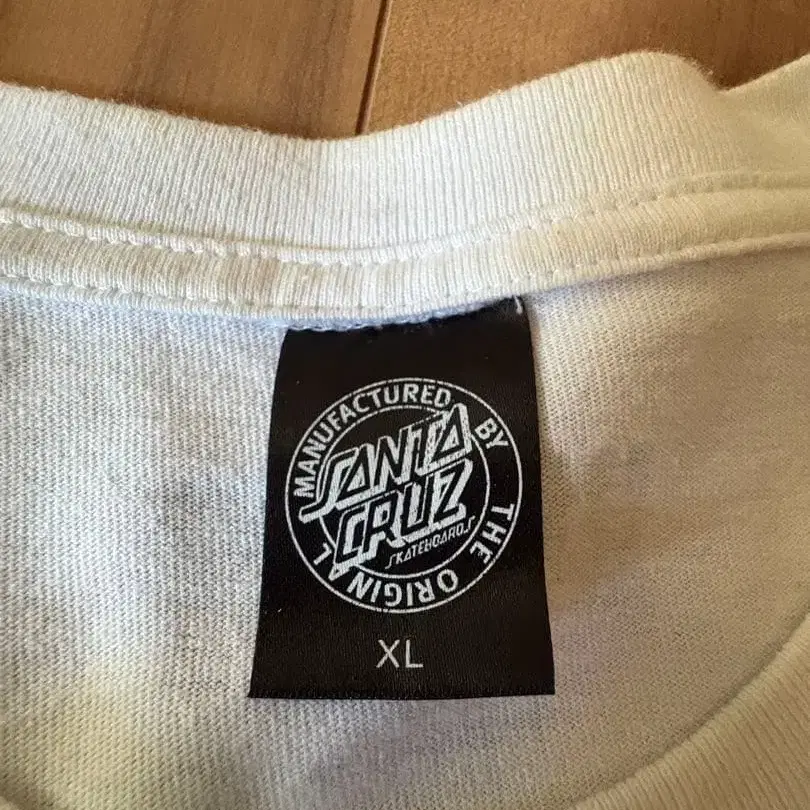 MANUFACTURED BY THE ORIGINAL
SANTA
CRUZ
SKATEBOARDS
XL